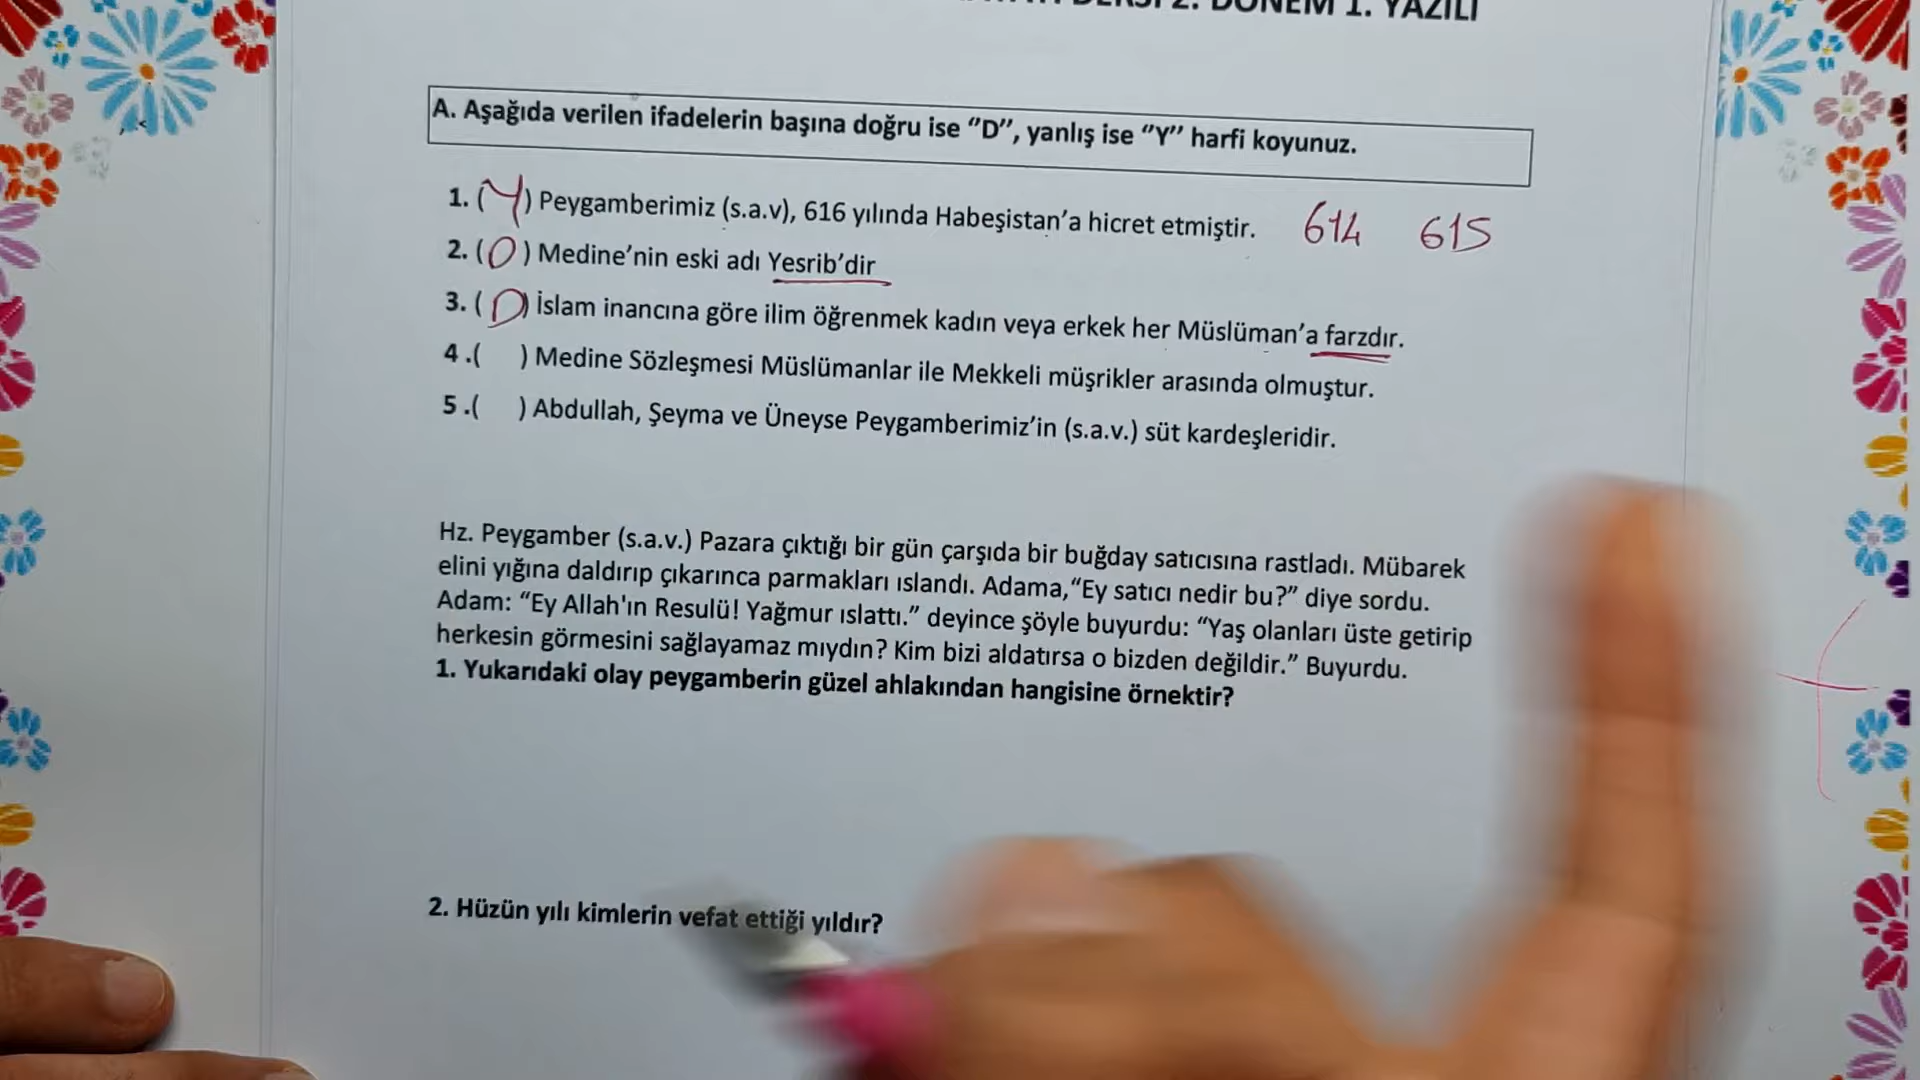 DERSİ 2. DÖNEM 1. YAZILI
A. Aşağıda verilen ifadelerin başına doğru ise ‘’D’’, yanlış ise ‘’Y’’ harfi koyunuz.
1. (Y) Peygamberimiz (s.a.v), 616 yılında Habeşistan’a hicret etmiştir. 614 615
2. (D) Medine’nin eski adı Yesrib’dir
3. (D) İslam inancına göre ilim öğrenmek kadın veya erkek her Müslüman’a farzdır.
4 .( ) Medine Sözleşmesi Müslümanlar ile Mekkeli müşrikler arasında olmuştur.
5 .( ) Abdullah, Şeyma ve Üneyse Peygamberimiz’in (s.a.v.) süt kardeşleridir.
Hz. Peygamber (s.a.v.) Pazara çıktığı bir gün çarşıda bir buğday satıcısına rastladı. Mübarek
elini yığına daldırıp çıkarınca parmakları ıslandı. Adama,“Ey satıcı nedir bu?” diye sordu.
Adam: “Ey Allah'ın Resulü! Yağmur ıslattı.” deyince şöyle buyurdu: “Yaş olanları üste getirip
herkesin görmesini sağlayamaz mıydın? Kim bizi aldatırsa o bizden değildir.” Buyurdu.
1. Yukarıdaki olay peygamberin güzel ahlakından hangisine örnektir?
2. Hüzün yılı kimlerin vefat ettiği yıldır?